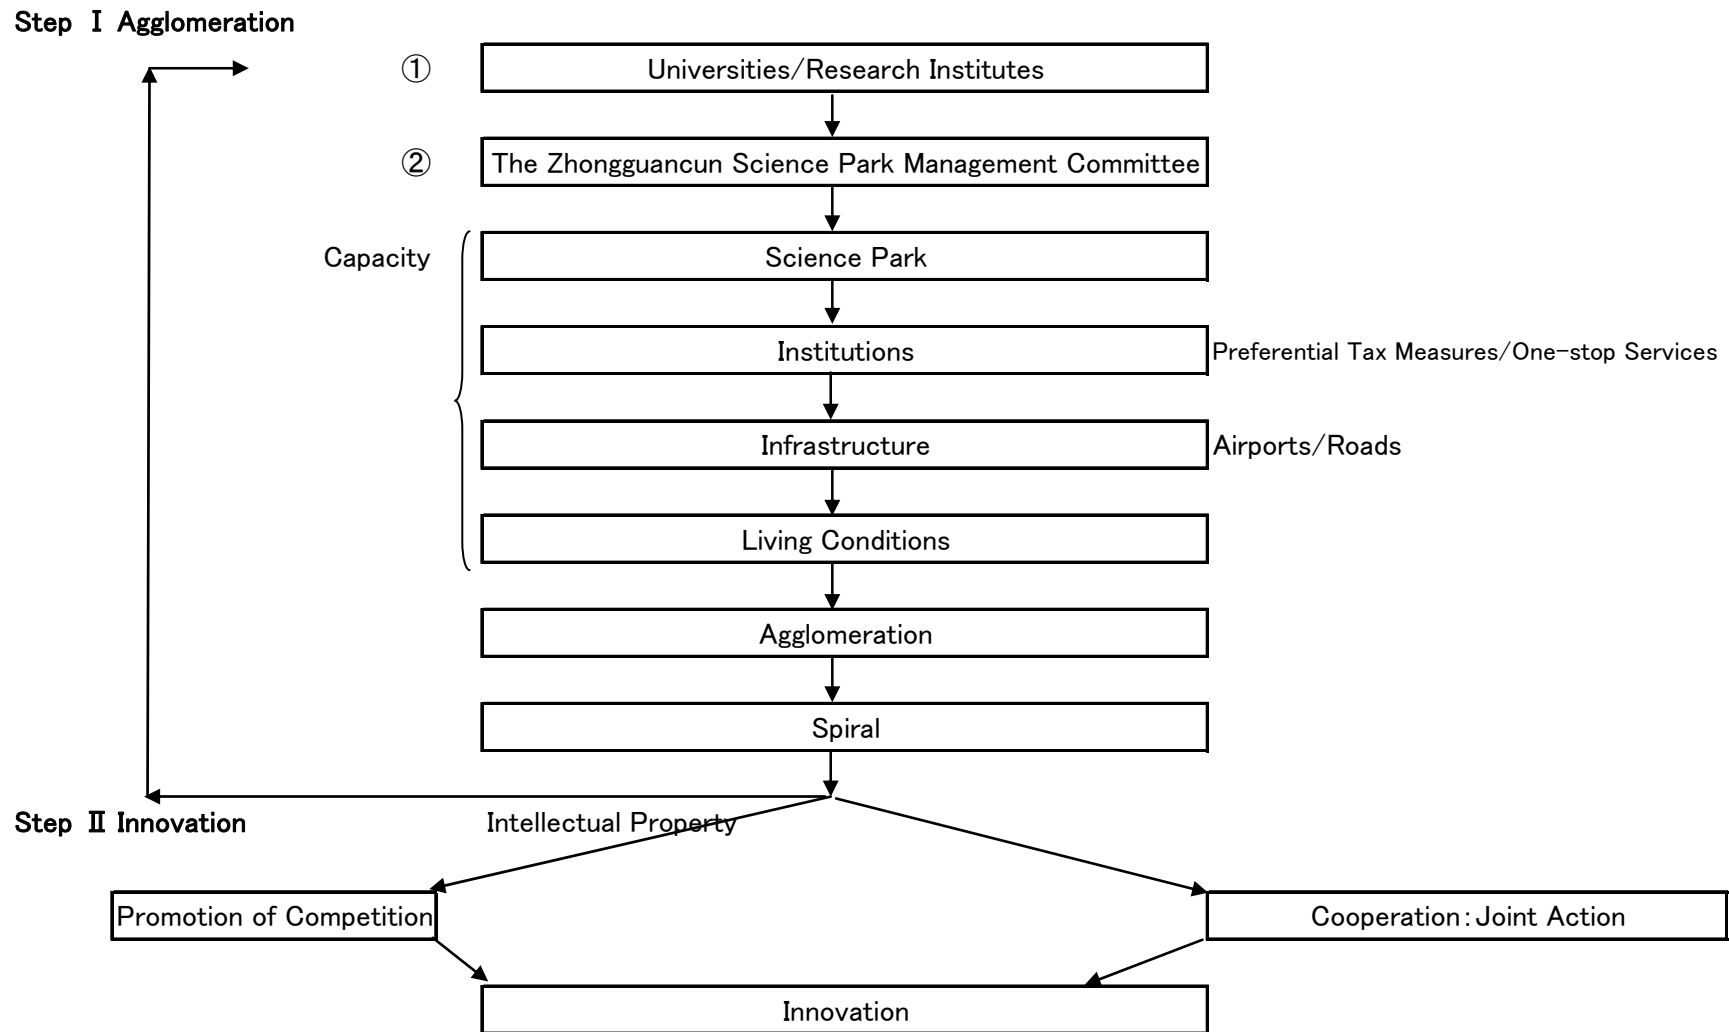 Step Ⅰ Agglomeration
① Universities/Research Institutes
② The Zhongguancun Science Park Management Committee
Capacity Science Park
Institutions Preferential Tax Measures/One-stop Services
Infrastructure Airports/Roads
Living Conditions
Agglomeration
Spiral
Step Ⅱ Innovation Intellectual Property
Promotion of Competition Cooperation:Joint Action
Innovation